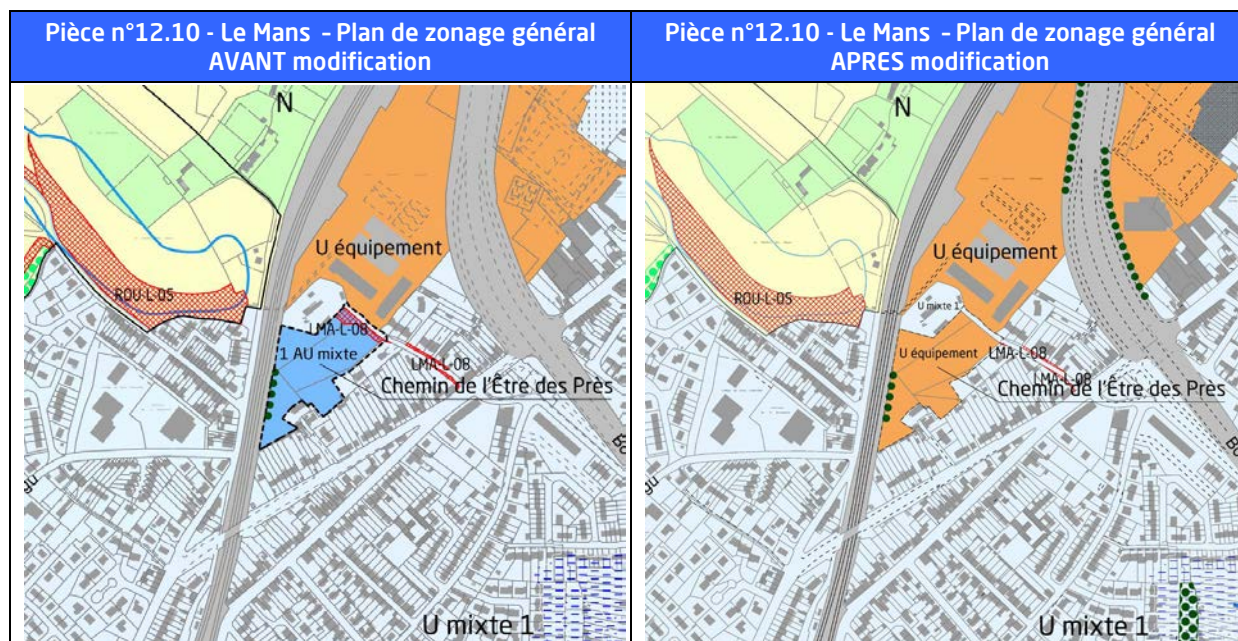 Pièce n°12.10 - Le Mans – Plan de zonage général
AVANT modification
Pièce n°12.10 - Le Mans – Plan de zonage général
APRES modification
N
U équipement
ROU-L-05
LMA-L-08
1 AU mixte
LMA-L-08
Chemin de l'Être des Près
U mixte 1
N
U équipement
ROU-L-05
U mixte 1
U équipement
LMA-L-08
LMA-L-08
Chemin de l'Être des Près
U mixte 1